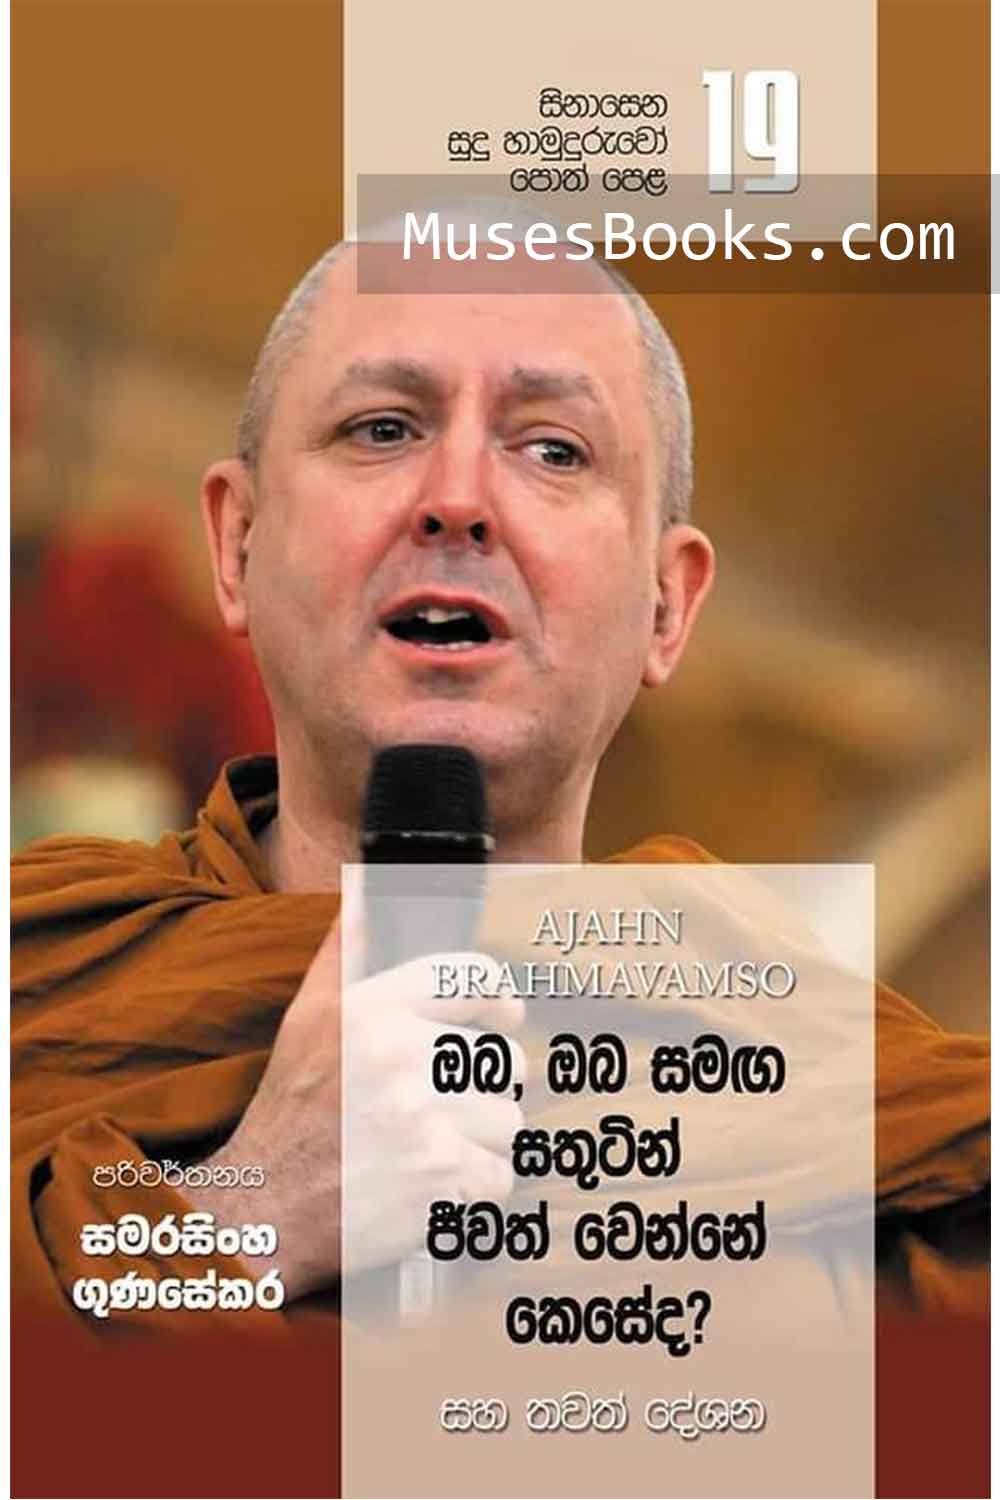 සිනාසෙන
සුදු හාමුදුරුවෝ
පොත් පෙළ
19
MusesBooks.com
AJAHN
BRAHMAVAMSO
ඔබ, ඔබ සමඟ
සතුටින්
ජීවත් වෙන්නේ
කෙසේද?
සහ තවත් දේශන
පරිවර්තනය
සමරසිංහ
ගුණසේකර